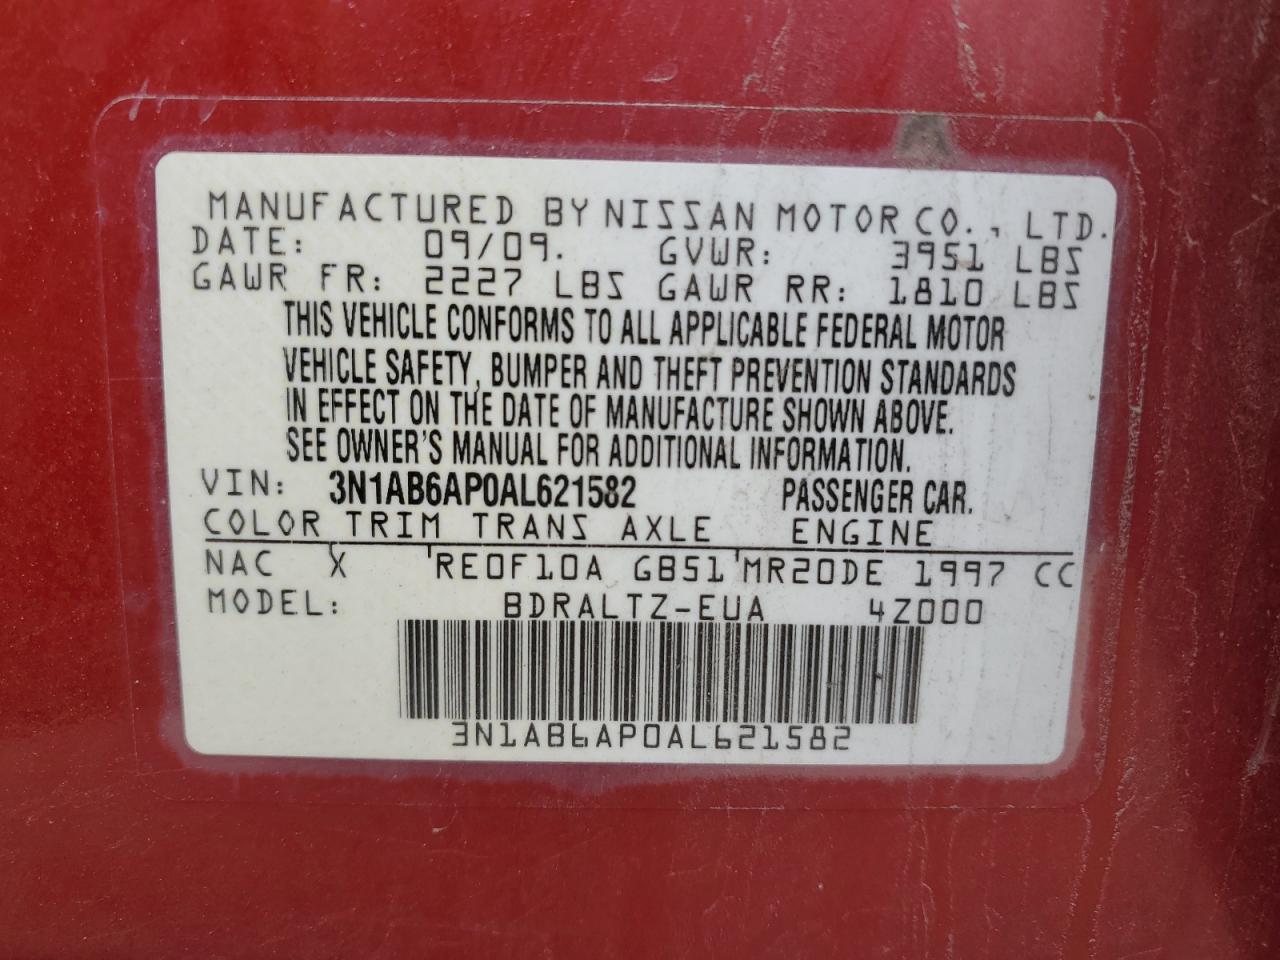 MANUFACTURED BY NISSAN MOTOR CO., LTD.
DATE: 09/09. GVWR: 3951 LBS
GAWR FR: 2227 LBS GAWR RR: 1810 LBS
THIS VEHICLE CONFORMS TO ALL APPLICABLE FEDERAL MOTOR
VEHICLE SAFETY, BUMPER AND THEFT PREVENTION STANDARDS
IN EFFECT ON THE DATE OF MANUFACTURE SHOWN ABOVE.
SEE OWNER'S MANUAL FOR ADDITIONAL INFORMATION.
VIN: 3N1AB6AP0AL621582 PASSENGER CAR.
COLOR TRIM TRANS AXLE ENGINE
NAC X RE0F10A GB51 MR20DE 1997 CC
MODEL: BDRALTZ-EUA 4Z000
3N1AB6AP0AL621582